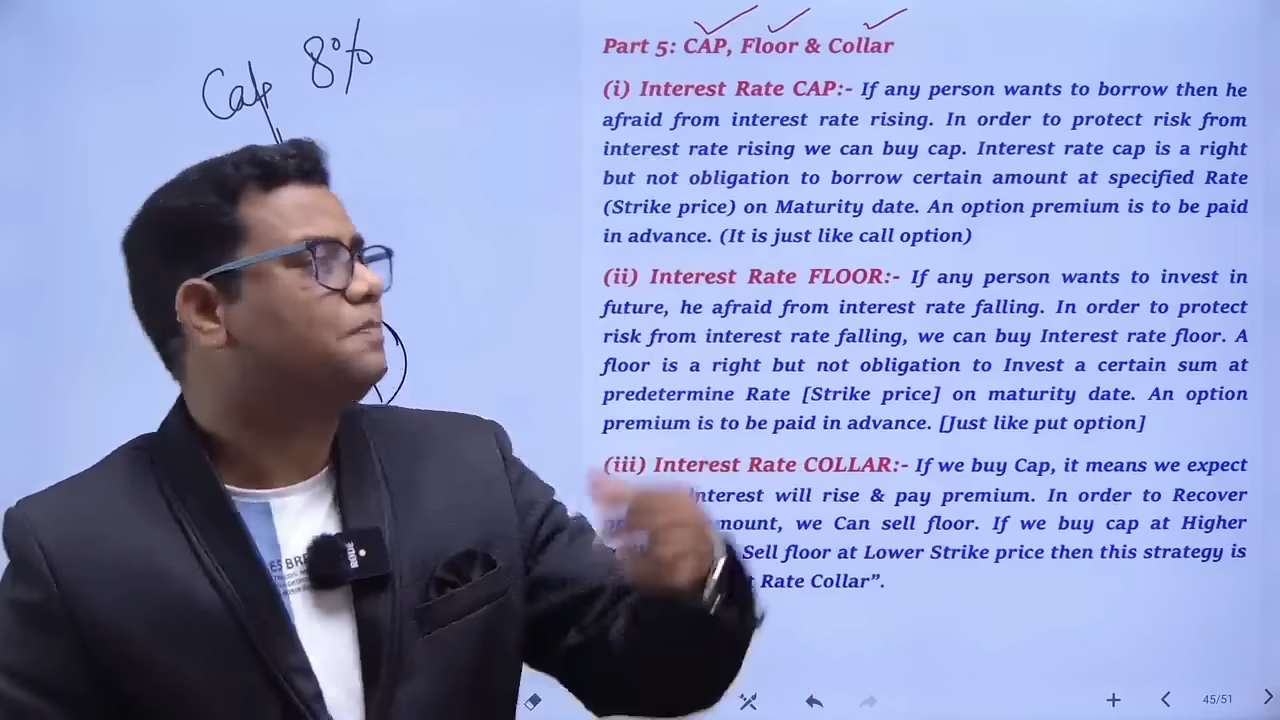 Cap 8%
Part 5: CAP, Floor & Collar
(i) Interest Rate CAP:- If any person wants to borrow then he
afraid from interest rate rising. In order to protect risk from
interest rate rising we can buy cap. Interest rate cap is a right
but not obligation to borrow certain amount at specified Rate
(Strike price) on Maturity date. An option premium is to be paid
in advance. (It is just like call option)
(ii) Interest Rate FLOOR:- If any person wants to invest in
future, he afraid from interest rate falling. In order to protect
risk from interest rate falling, we can buy Interest rate floor. A
floor is a right but not obligation to Invest a certain sum at
predetermine Rate [Strike price] on maturity date. An option
premium is to be paid in advance. [Just like put option]
(iii) Interest Rate COLLAR:- If we buy Cap, it means we expect
Interest will rise & pay premium. In order to Recover
mount, we Can sell floor. If we buy cap at Higher
Sell floor at Lower Strike price then this strategy is
t Rate Collar”.
RODE
45/51